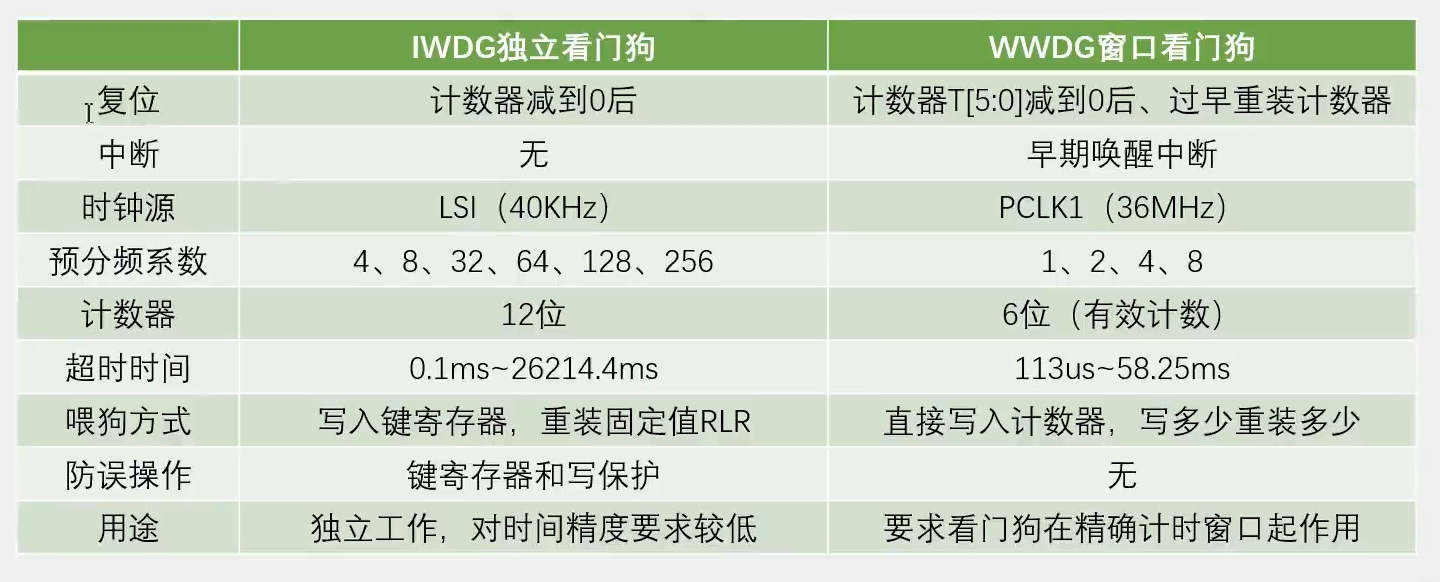 IWDG独立看门狗 WWDG窗口看门狗
复位 计数器减到0后 计数器T[5:0]减到0后、过早重装计数器
中断 无 早期唤醒中断
时钟源 LSI（40KHz） PCLK1（36MHz）
预分频系数 4、8、32、64、128、256 1、2、4、8
计数器 12位 6位（有效计数）
超时时间 0.1ms~26214.4ms 113us~58.25ms
喂狗方式 写入键寄存器，重装固定值RLR 直接写入计数器，写多少重装多少
防误操作 键寄存器和写保护 无
用途 独立工作，对时间精度要求较低 要求看门狗在精确计时窗口起作用